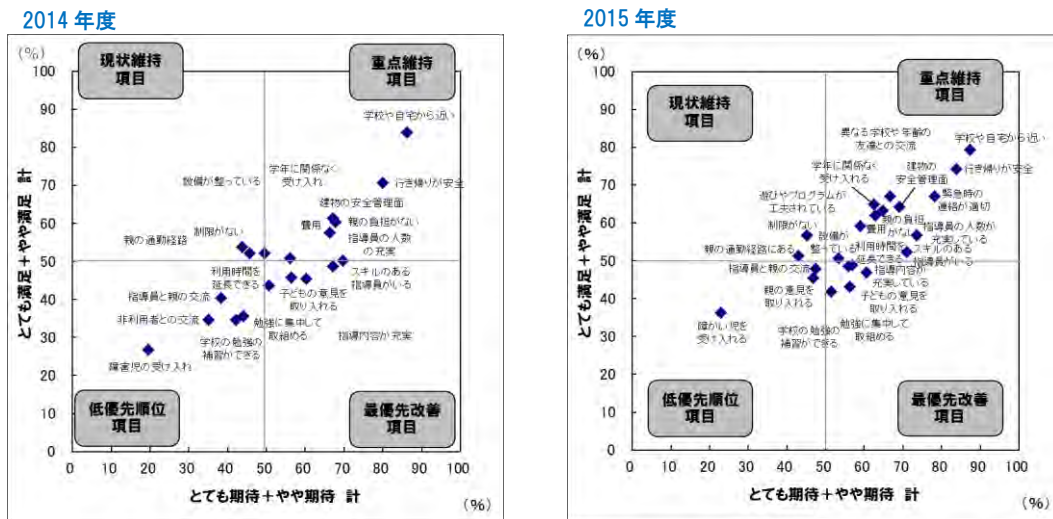 2014 年度
(%)
100
90
80
70
60
50
40
30
20
10
0
現状維持
項目
重点維持
項目
学校や自宅から近い
学年に関係なく
受け入れ
設備が整っている
行き帰りが安全
建物の安全管理面
費用
親の負担がない
制限がない
指導員の人数
の充実
親の通勤経路
利用時間を
延長できる
スキルのある
指導員がいる
指導員と親の交流
子どもの意見を
取り入れる
非利用者との交流
勉強に集中して
取組める
指導内容が充実
学校の勉強の
補習ができる
障害児の受け入れ
低優先順位
項目
最優先改善
項目
0 10 20 30 40 50 60 70 80 90 100
とても満足＋やや満足 計
とても期待＋やや期待 計
(%)
2015 年度
(%)
100
90
80
70
60
50
40
30
20
10
0
現状維持
項目
重点維持
項目
異なる学校や年齢の
友達との交流
学校や自宅から近い
学年に関係なく
受け入れる
建物の
安全管理面
行き帰りが安全
遊びやプログラムが
工夫されている
緊急時の
連絡が適切
制限がない
親の負担
がない
費用
指導員の人数が
充実している
設備が
整っている
親の通勤経路にある
利用時間を
延長できる
スキルのある
指導員がいる
指導員と親の交流
指導内容が
充実している
親の意見を
取り入れる
子どもの意見を
取り入れる
障がい児を
受け入れる
学校の勉強の
補習ができる
勉強に集中して
取組める
低優先順位
項目
最優先改善
項目
0 10 20 30 40 50 60 70 80 90 100
とても満足＋やや満足 計
とても期待＋やや期待 計
(%)